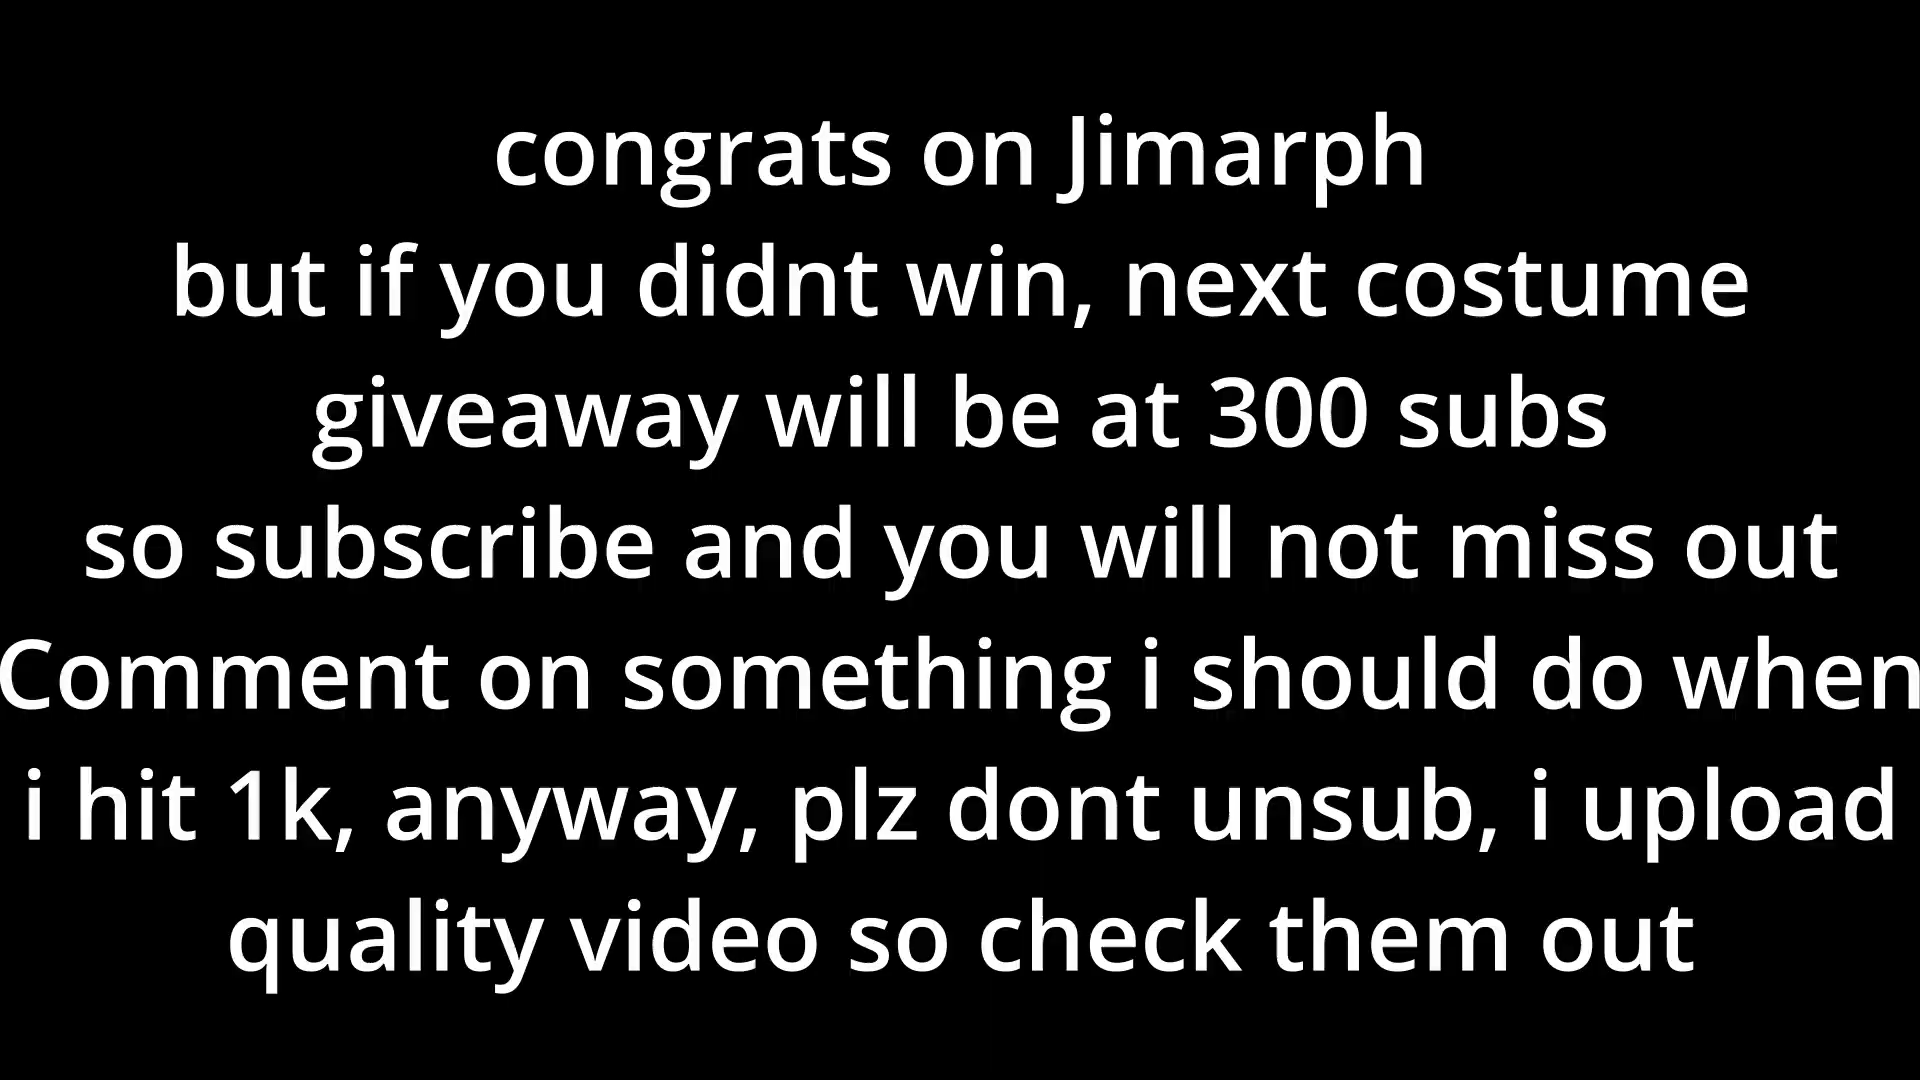 congrats on Jimarph
but if you didnt win, next costume
giveaway will be at 300 subs
so subscribe and you will not miss out
Comment on something i should do when
i hit 1k, anyway, plz dont unsub, i upload
quality video so check them out